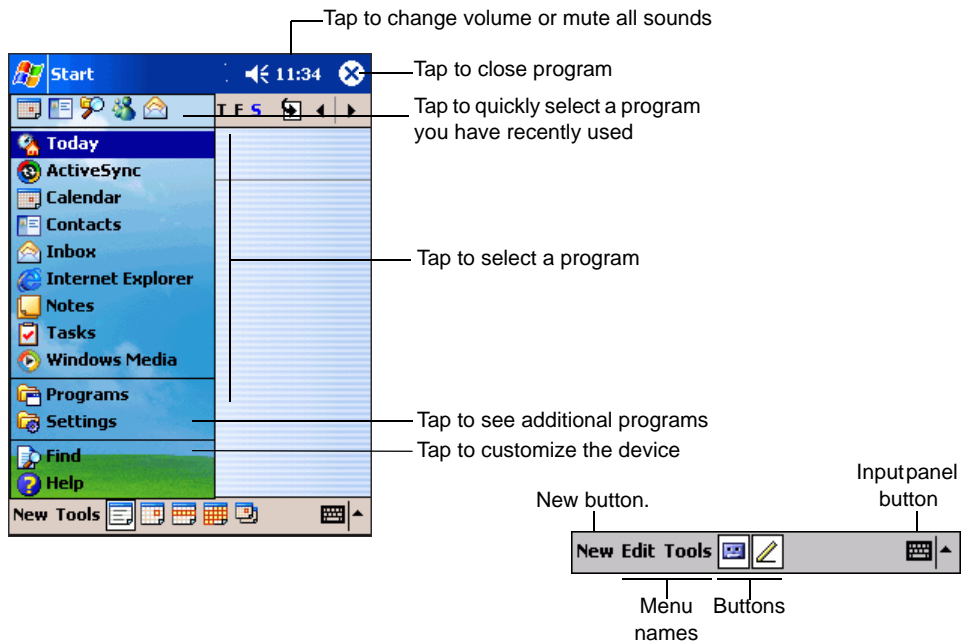 Tap to change volume or mute all sounds
Start 11:34
Tap to close program
T F S
Tap to quickly select a program
you have recently used
Today
ActiveSync
Calendar
Contacts
Inbox
Internet Explorer
Notes
Tasks
Windows Media
Tap to select a program
Programs
Settings
Tap to see additional programs
Find
Tap to customize the device
Help
New Tools
New button.
Input panel
button
New Edit Tools
Menu
names
Buttons